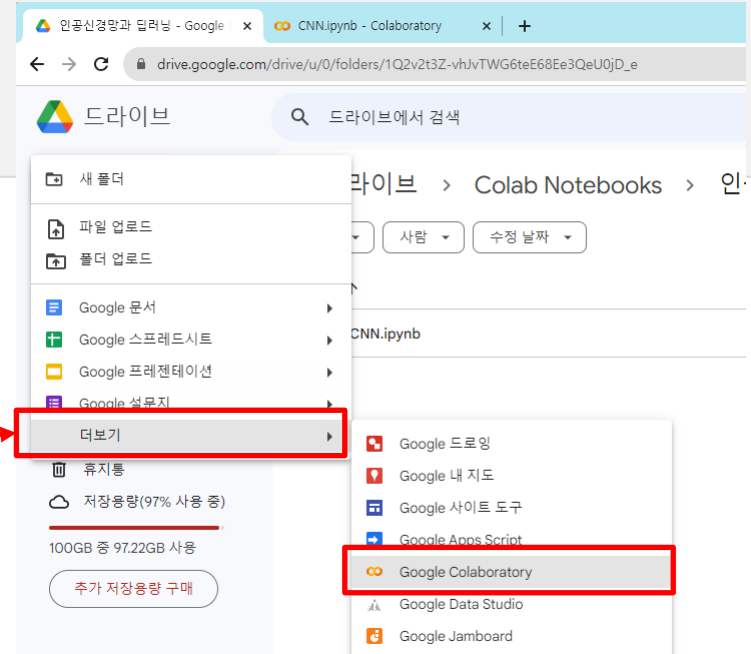 인공신경망과 딥러닝 - Google
CNN.ipynb - Colaboratory
drive.google.com/drive/u/0/folders/1Q2v2t3Z-vhJvTWG6teE68Ee3QeU0jD_e
드라이브
드라이브에서 검색
새 폴더
라이브 > Colab Notebooks >
파일 업로드
사람
수정 날짜
폴더 업로드
Google 문서
Google 스프레드시트
CNN.ipynb
Google 프레젠테이션
Google 설문지
더보기
Google 드로잉
휴지통
Google 내 지도
저장용량(97% 사용 중)
Google 사이트 도구
100GB 중 97.22GB 사용
Google Apps Script
추가 저장용량 구매
Google Colaboratory
Google Data Studio
Google Jamboard